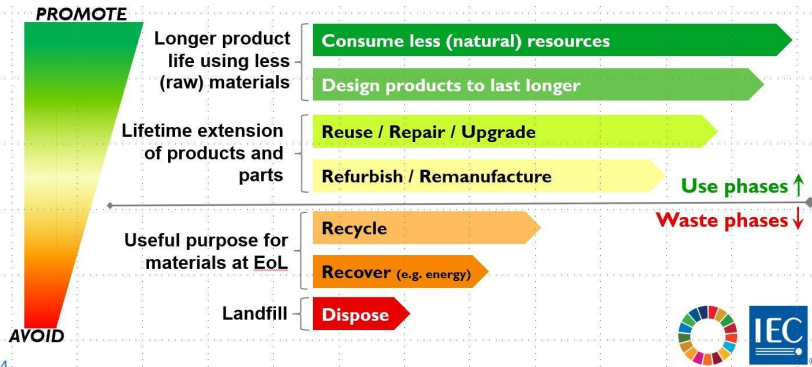 PROMOTE
Longer product
life using less
(raw) materials
Consume less (natural) resources
Design products to last longer
Lifetime extension
of products and
parts
Reuse / Repair / Upgrade
Refurbish / Remanufacture
Use phases ↑
Waste phases ↓
Useful purpose for
materials at EoL
Recycle
Recover (e.g. energy)
Landfill
Dispose
AVOID
IEC
4